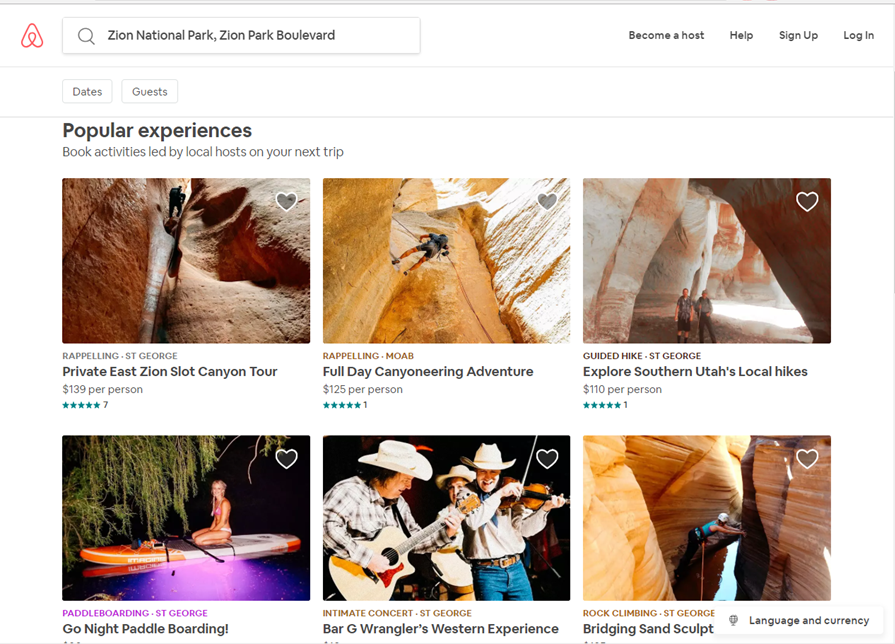 Zion National Park, Zion Park Boulevard
Become a host
Help
Sign Up
Log In
Dates
Guests
Popular experiences
Book activities led by local hosts on your next trip
RAPPELLING · ST GEORGE
Private East Zion Slot Canyon Tour
$139 per person
7
RAPPELLING · MOAB
Full Day Canyoneering Adventure
$125 per person
1
GUIDED HIKE · ST GEORGE
Explore Southern Utah's Local hikes
$110 per person
1
PADDLEBOARDING · ST GEORGE
Go Night Paddle Boarding!
INTIMATE CONCERT · ST GEORGE
Bar G Wrangler's Western Experience
ROCK CLIMBING · ST GEORGE
Bridging Sand Sculpt
Language and currency